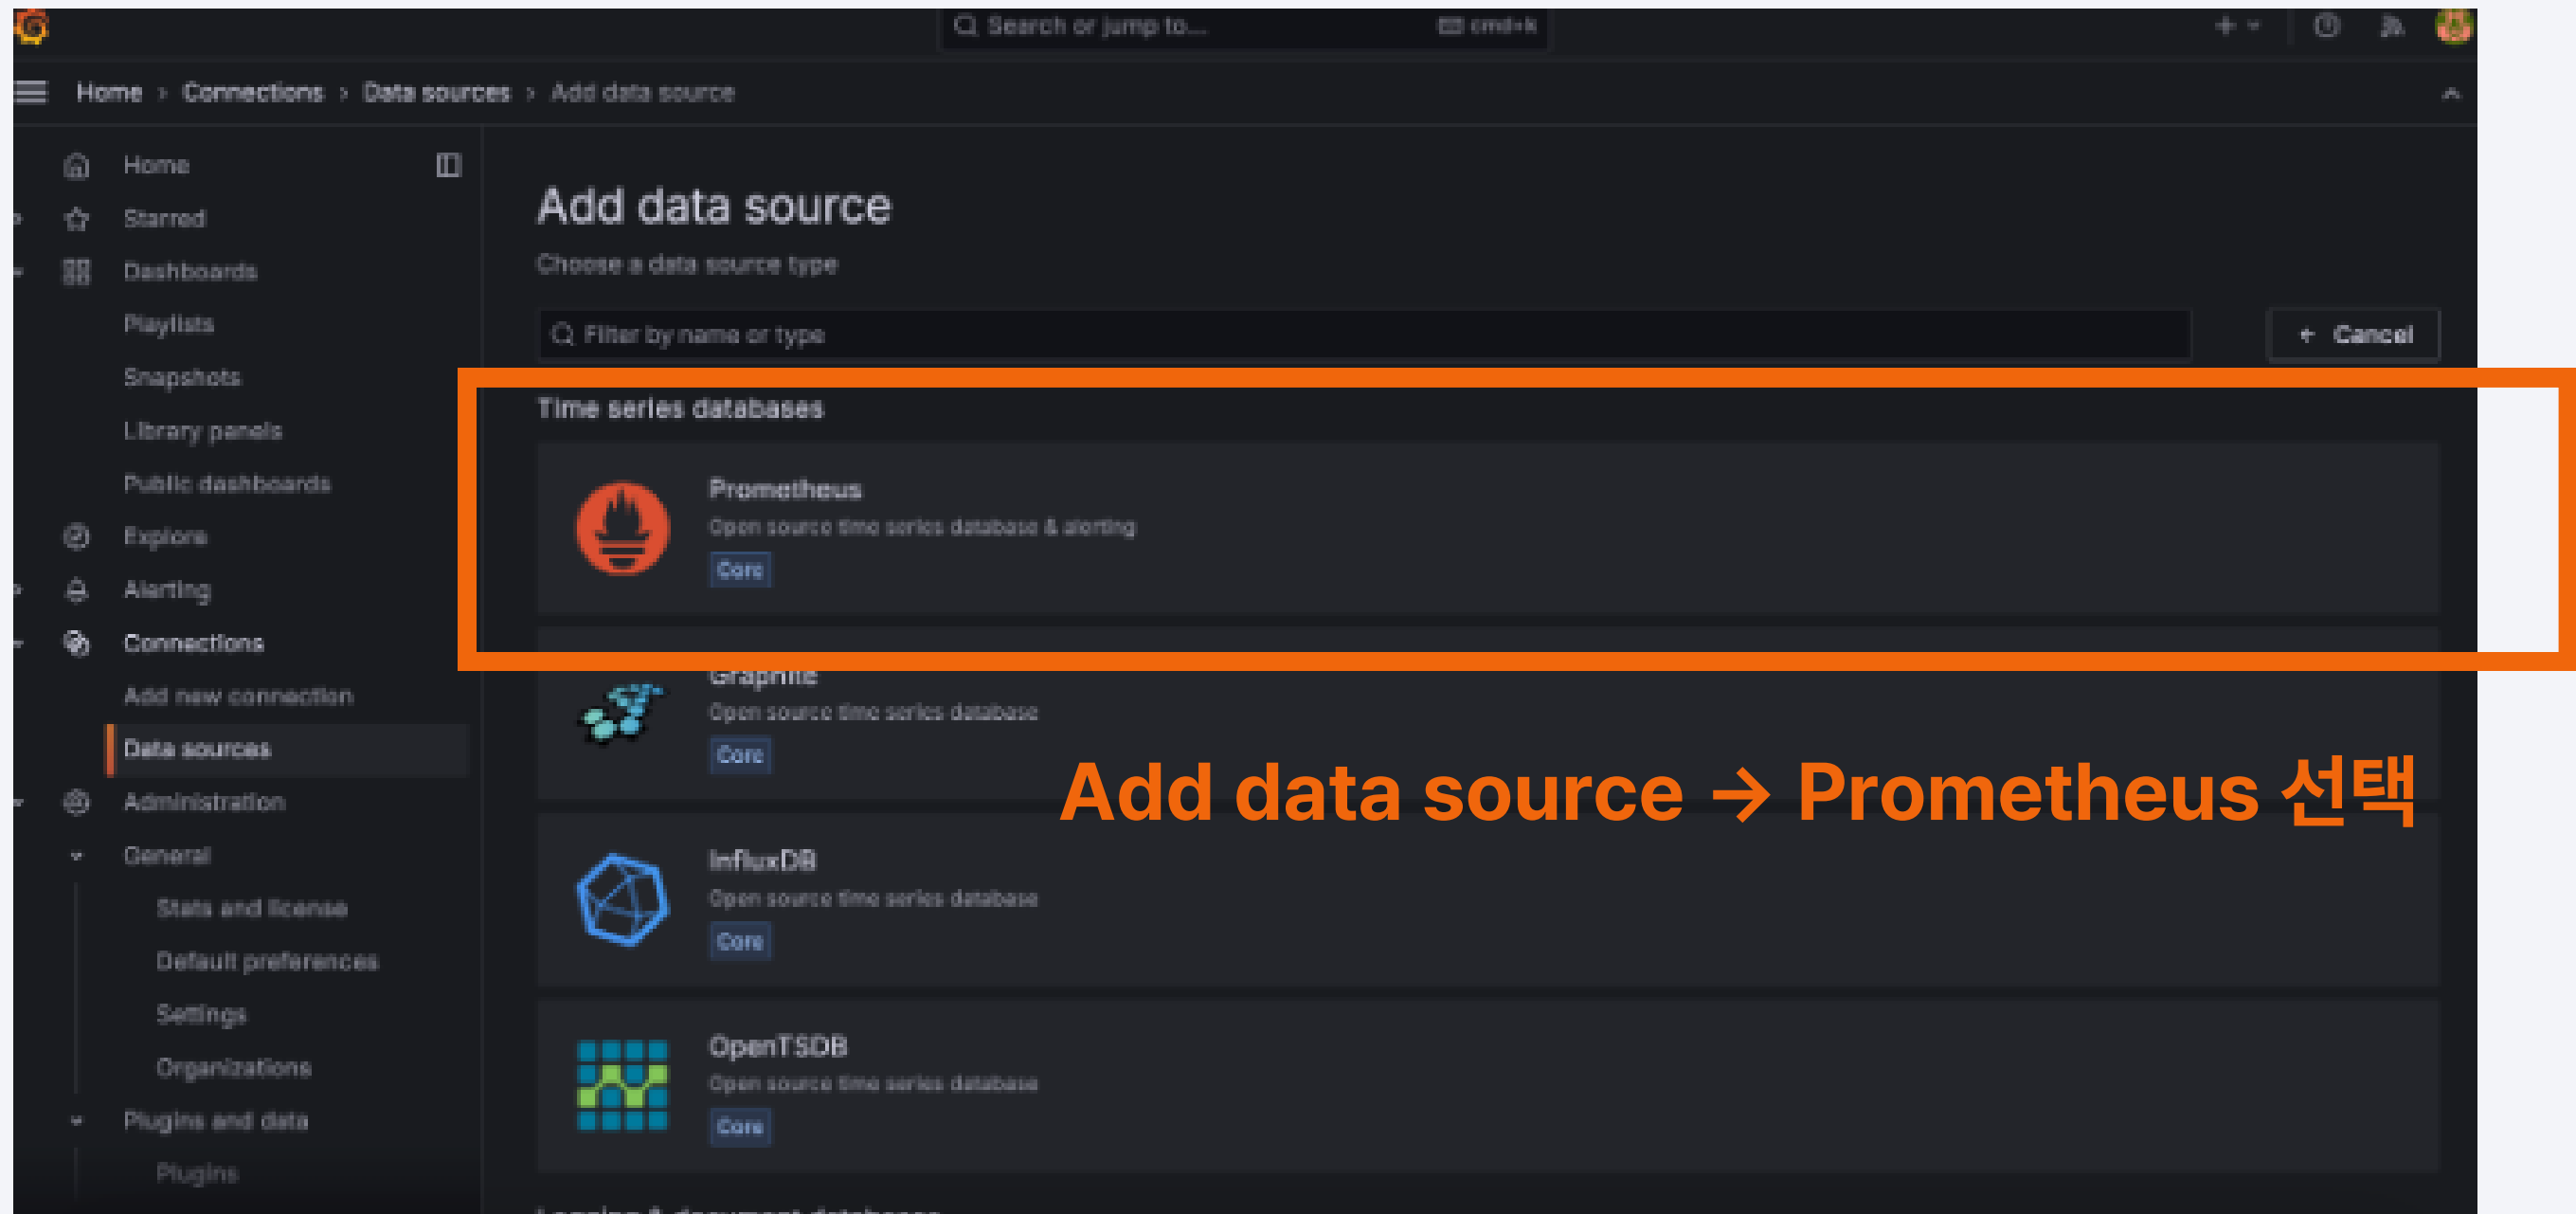 Search or jump to...
cmd+k
Home › Connections › Data sources › Add data source
Home
Starred
Dashboards
Playlists
Snapshots
Library panels
Public dashboards
Explore
Alerting
Connections
Add new connection
Data sources
Administration
General
Stats and license
Default preferences
Settings
Organizations
Plugins and data
Plugins
Add data source
Choose a data source type
Filter by name or type
← Cancel
Time series databases
Prometheus
Open source time series database & alerting
Core
Graphite
Open source time series database
Core
Add data source → Prometheus 선택
InfluxDB
Open source time series database
Core
OpenTSDB
Open source time series database
Core